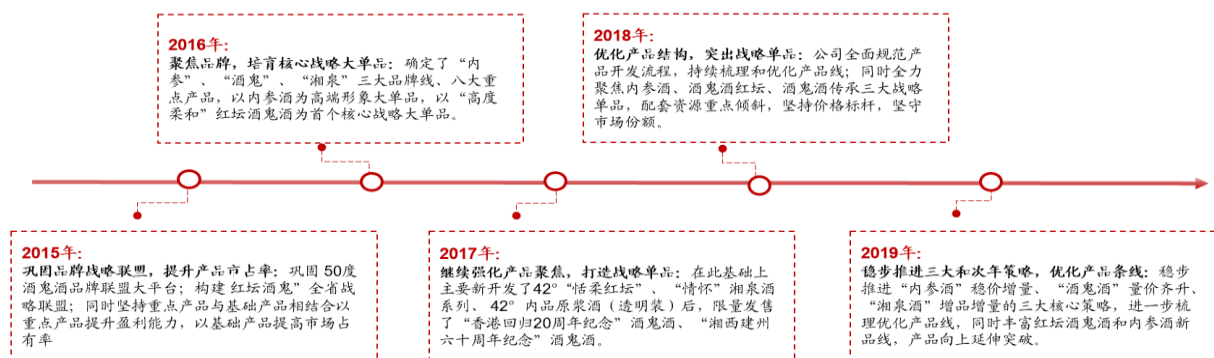 2016年:
聚焦品牌，培育核心战略大单品：确定了“内
参”、“酒鬼”、“湘泉”三大品牌线、八大重
点产品，以内参酒为高端形象大单品，以“高度
柔和”红坛酒鬼酒为首个核心战略大单品。
2018年:
优化产品结构，突出战略单品：公司全面规范产
品开发流程，持续梳理和优化产品线；同时全力
聚焦内参酒、酒鬼酒红坛、酒鬼酒传承三大战略
单品，配套资源重点倾斜，坚持价格标杆，坚守
市场份额。
2015年:
巩固品牌战略联盟，提升产品市占率：巩固 50度
酒鬼酒品牌联盟大平台；构建 红坛酒鬼”全省战
略联盟；同时坚持重点产品与基础产品相结合以
重点产品提升盈利能力，以基础产品提高市场占
有率
2017年:
继续强化产品聚焦，打造战略单品：在此基础上
主要新开发了42°“恬柔红坛”、“情怀”湘泉酒
系列、42° 内品原浆酒（透明装）后，限量发售
了“香港回归20周年纪念”酒鬼酒、“湘西建州
六十周年纪念”酒鬼酒。
2019年:
稳步推进三大和次年策略，优化产品条线：稳步
推进“内参酒”稳价增量、“酒鬼酒”量价齐升、
“湘泉酒”增品增量的三大核心策略，进一步梳
理优化产品线，同时丰富红坛酒鬼酒和内参酒新
品线，产品向上延伸突破。